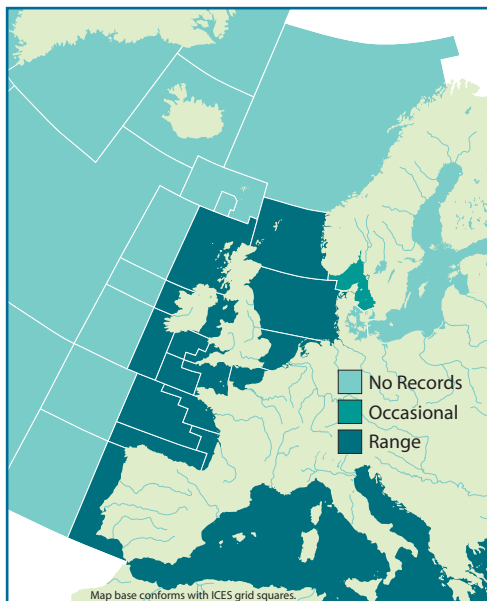 No Records
Occasional
Range
Map base conforms with ICES grid squares.